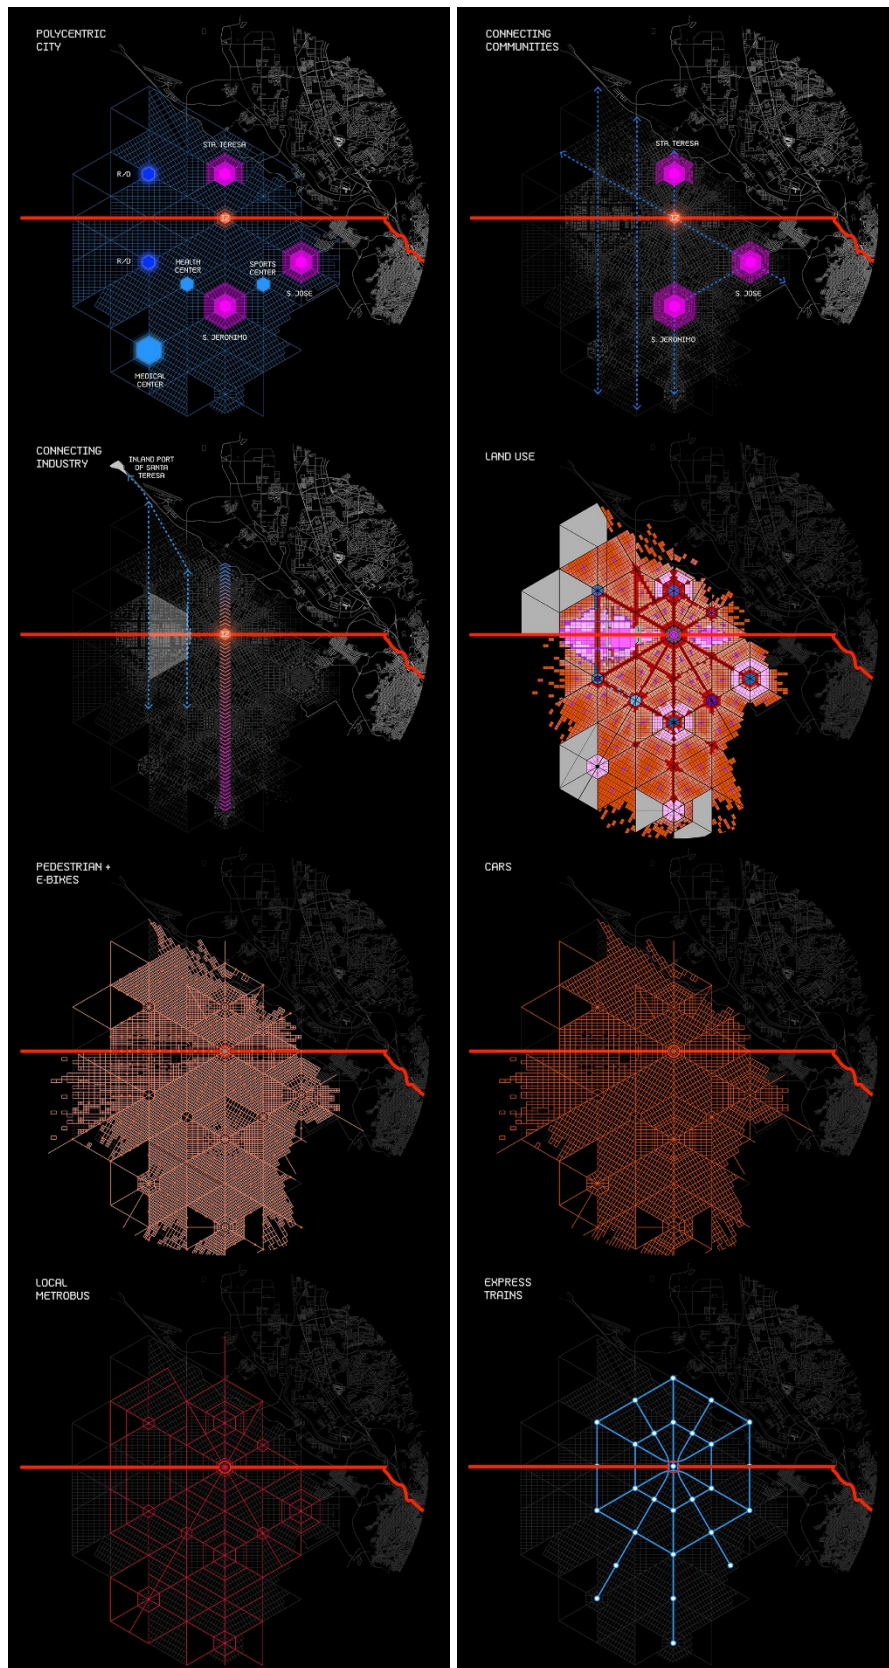 POLYCENTRIC
CITY
STA. TERESA
R/D
R/D
HEALTH
CENTER
SPORTS
CENTER
S. JOSE
S. JERONIMO
MEDICAL
CENTER
CONNECTING
COMMUNITIES
STA. TERESA
S. JOSE
S. JERONIMO
CONNECTING
INDUSTRY
INLAND PORT
OF SANTA
TERESA
LAND USE
PEDESTRIAN +
E-BIKES
CARS
LOCAL
METROBUS
EXPRESS
TRAINS